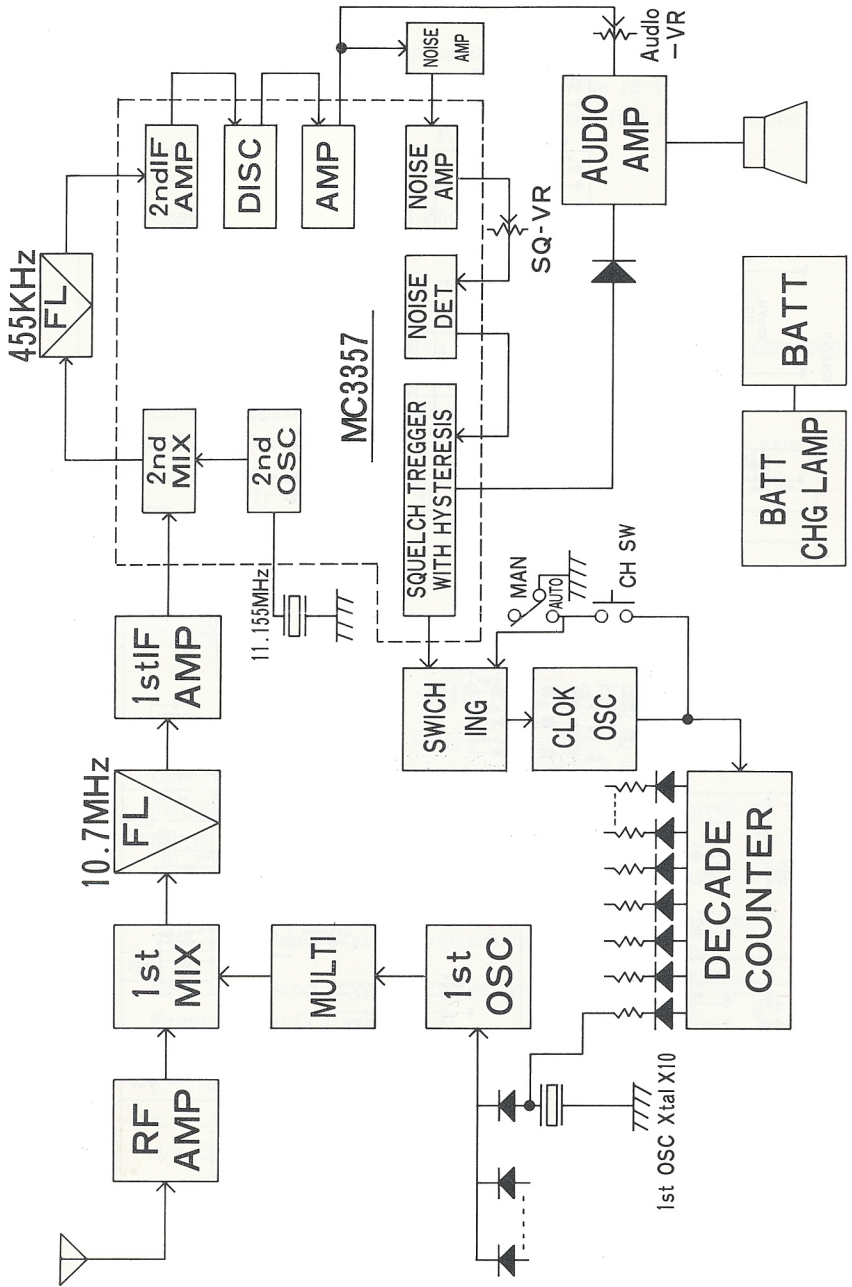 RF
AMP
1st
MIX
10.7MHz
FL
1stIF
AMP
2nd
MIX
2nd
OSC
11.155MHz
455KHz
FL
2ndIF
AMP
DISC
AMP
NOISE
AMP
NOISE
AMP
SQ-VR
NOISE
DET
SQUELCH TREGGER
WITH HYSTERESIS
MC3357
MULTI
1st
OSC
1st OSC Xtal X10
SWICH
ING
CLOK
OSC
MAN
AUTO
CH SW
DECADE
COUNTER
AudIo
-VR
AUDIO
AMP
BATT
CHG LAMP
BATT